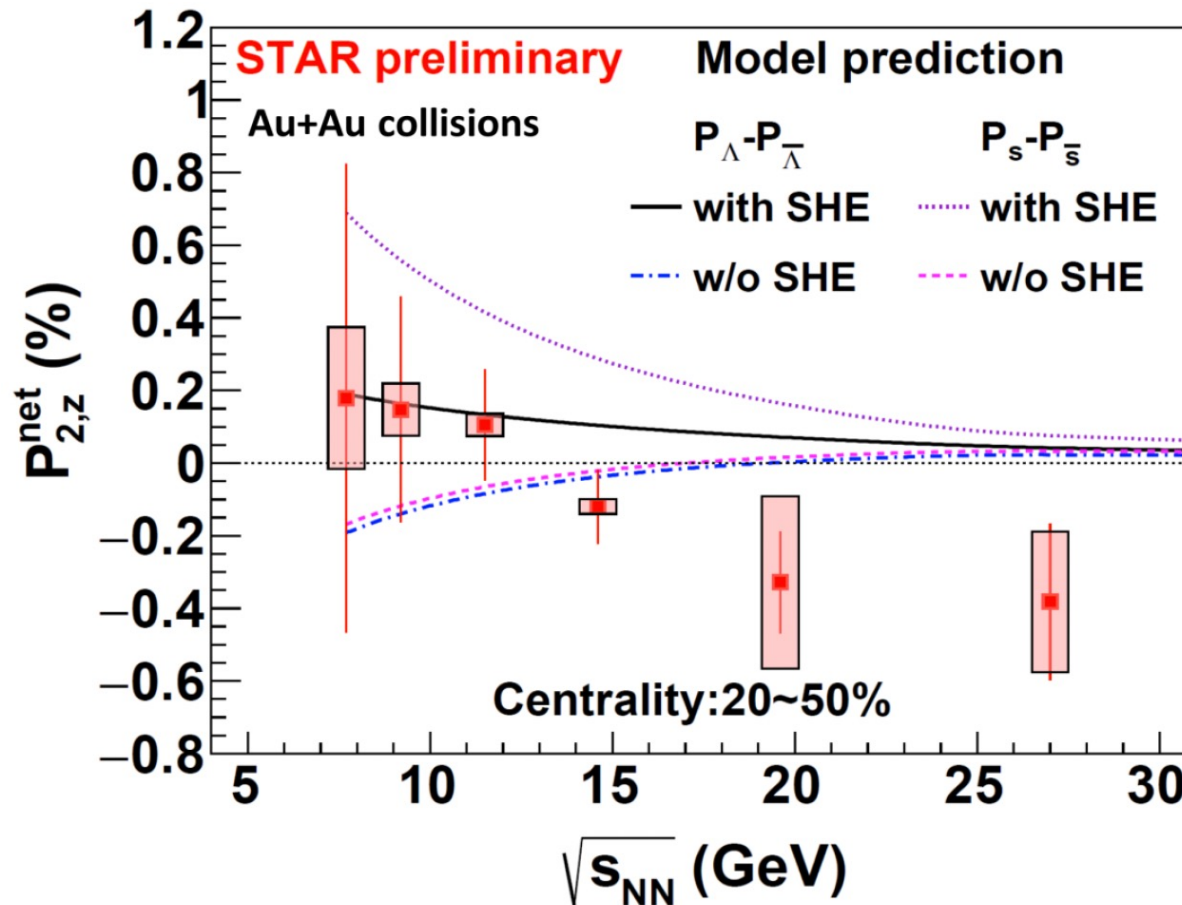 STAR preliminary Model prediction
Au+Au collisions
P_Λ-P_Λ̅ P_s-P_s̅
with SHE with SHE
w/o SHE w/o SHE
Centrality:20~50%
1.2
1
0.8
0.6
0.4
0.2
0
−0.2
−0.4
−0.6
−0.8
P^net_2,z (%)
5 10 15 20 25 30
√s_NN (GeV)